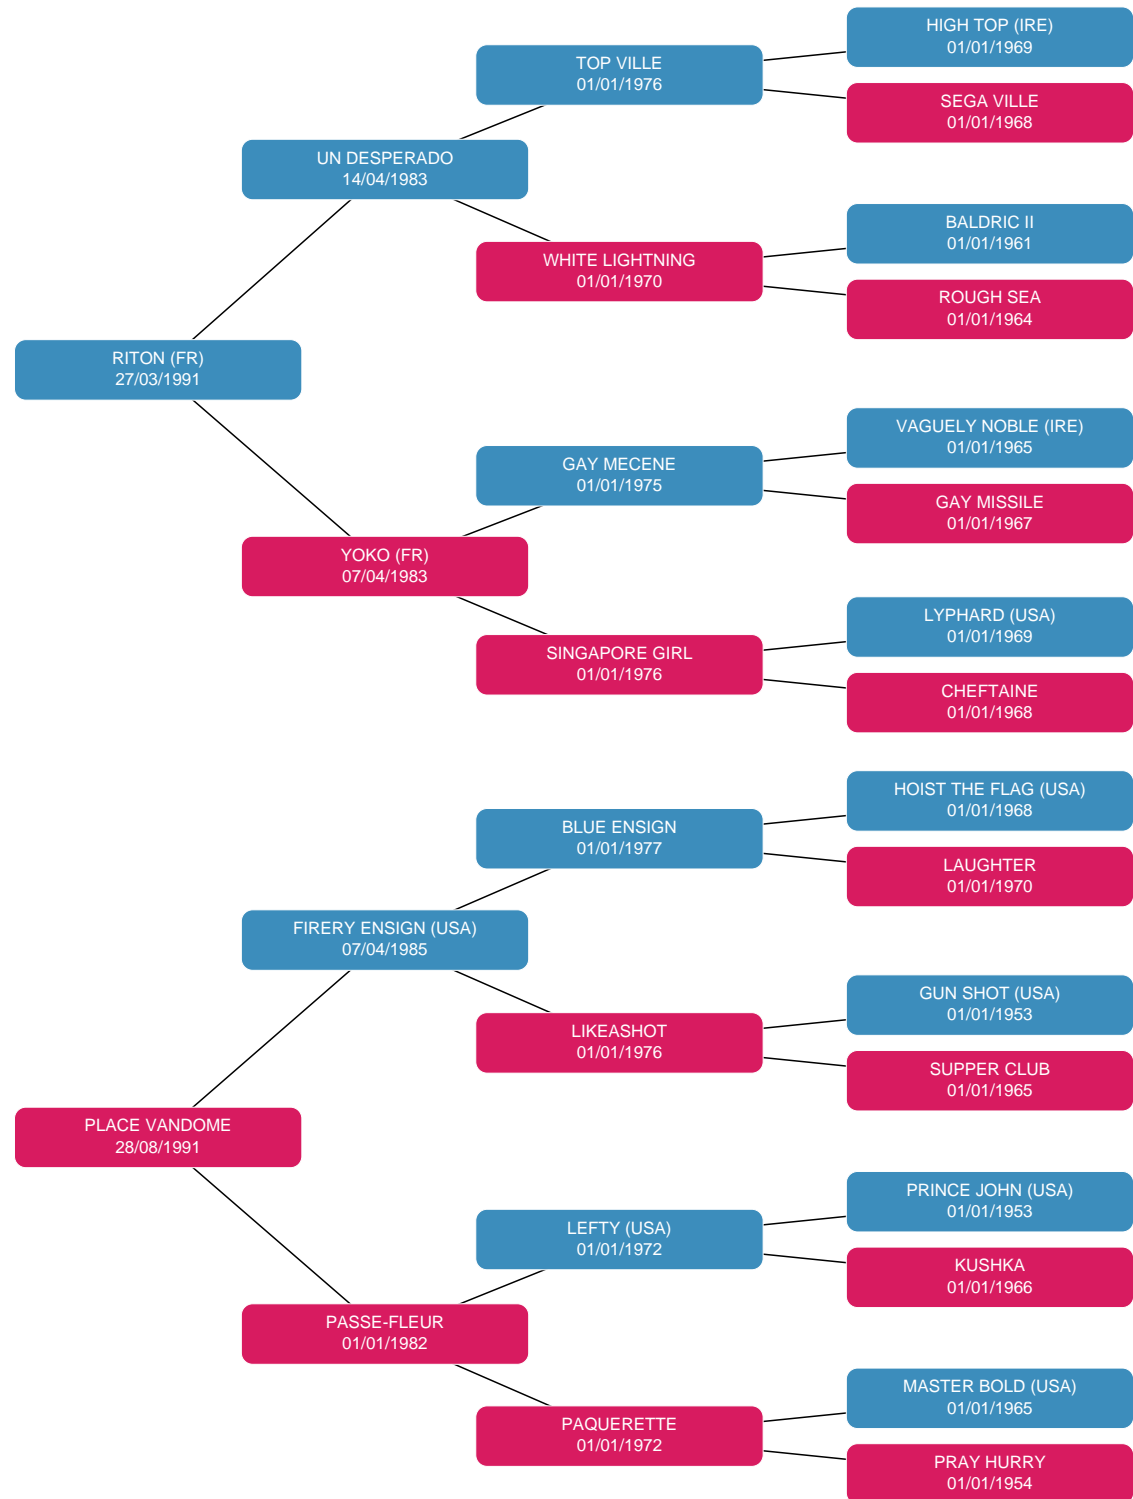 HIGH TOP (IRE)
01/01/1969
TOP VILLE
01/01/1976
SEGA VILLE
01/01/1968
UN DESPERADO
14/04/1983
BALDRIC II
01/01/1961
WHITE LIGHTNING
01/01/1970
ROUGH SEA
01/01/1964
RITON (FR)
27/03/1991
VAGUELY NOBLE (IRE)
01/01/1965
GAY MECENE
01/01/1975
GAY MISSILE
01/01/1967
YOKO (FR)
07/04/1983
LYPHARD (USA)
01/01/1969
SINGAPORE GIRL
01/01/1976
CHEFTAINE
01/01/1968
HOIST THE FLAG (USA)
01/01/1968
BLUE ENSIGN
01/01/1977
LAUGHTER
01/01/1970
FIRERY ENSIGN (USA)
07/04/1985
GUN SHOT (USA)
01/01/1953
LIKEASHOT
01/01/1976
SUPPER CLUB
01/01/1965
PLACE VANDOME
28/08/1991
PRINCE JOHN (USA)
01/01/1953
LEFTY (USA)
01/01/1972
KUSHKA
01/01/1966
PASSE-FLEUR
01/01/1982
MASTER BOLD (USA)
01/01/1965
PAQUERETTE
01/01/1972
PRAY HURRY
01/01/1954